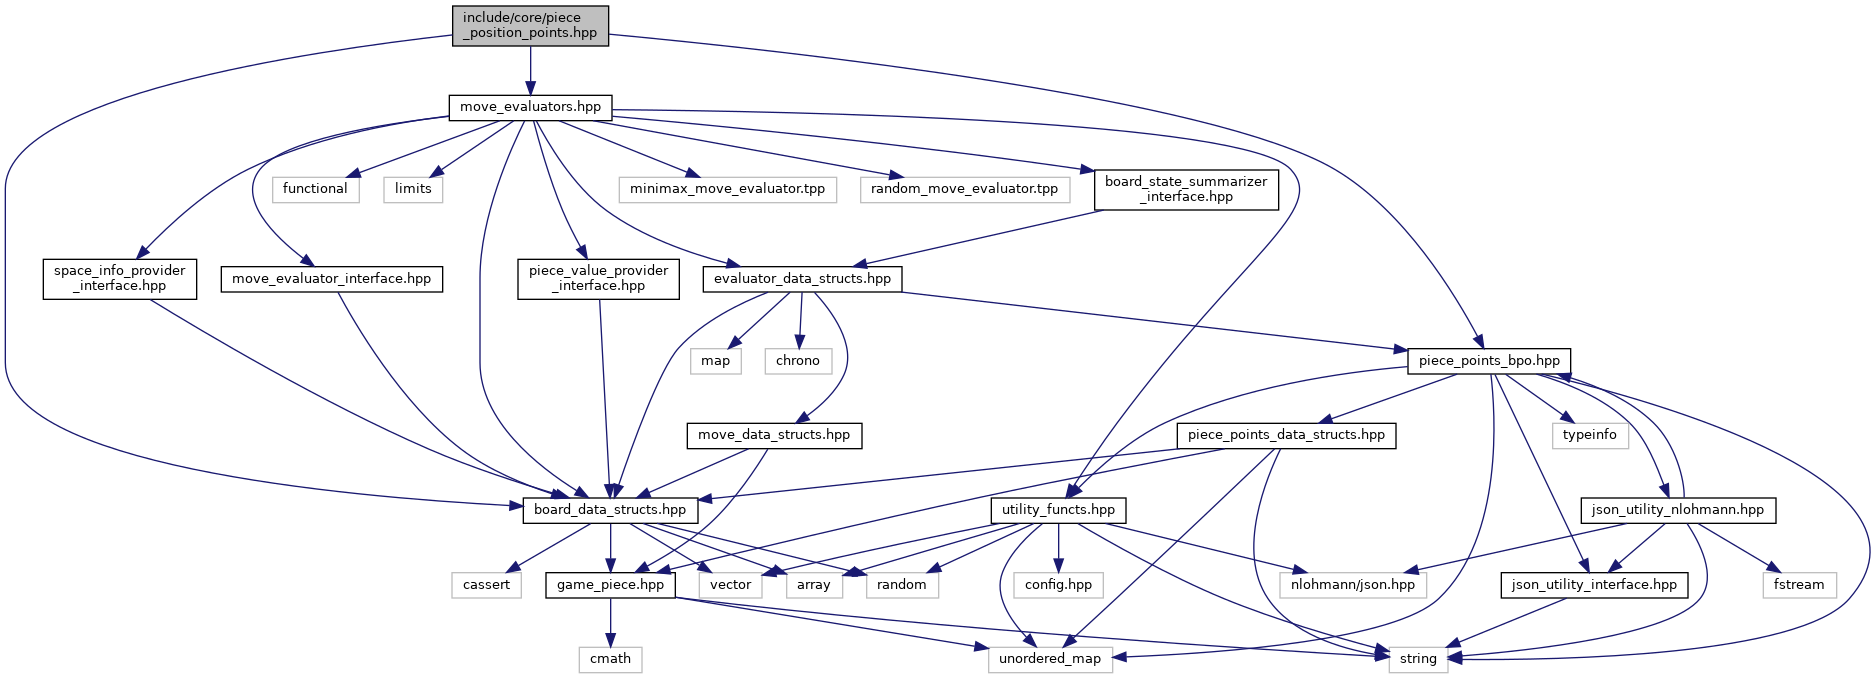 include/core/piece
_position_points.hpp
move_evaluators.hpp
functional
limits
minimax_move_evaluator.tpp
random_move_evaluator.tpp
board_state_summarizer
_interface.hpp
space_info_provider
_interface.hpp
move_evaluator_interface.hpp
piece_value_provider
_interface.hpp
evaluator_data_structs.hpp
map
chrono
piece_points_bpo.hpp
move_data_structs.hpp
piece_points_data_structs.hpp
typeinfo
board_data_structs.hpp
utility_functs.hpp
json_utility_nlohmann.hpp
cassert
game_piece.hpp
vector
array
random
config.hpp
nlohmann/json.hpp
json_utility_interface.hpp
fstream
cmath
unordered_map
string